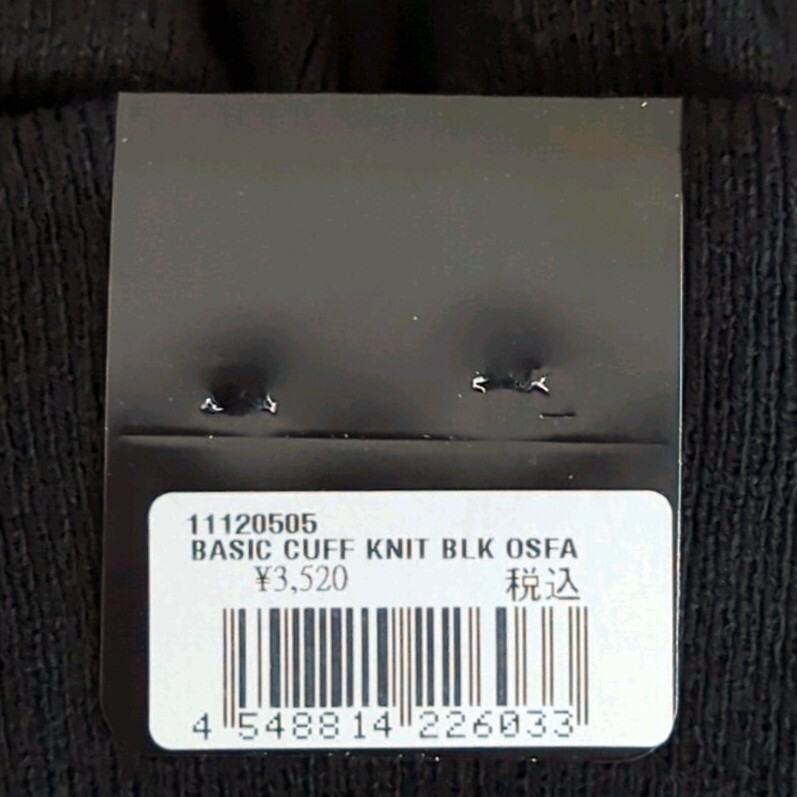 11120505
BASIC CUFF KNIT BLK OSFA
¥3,520 税込
4 548814 226033